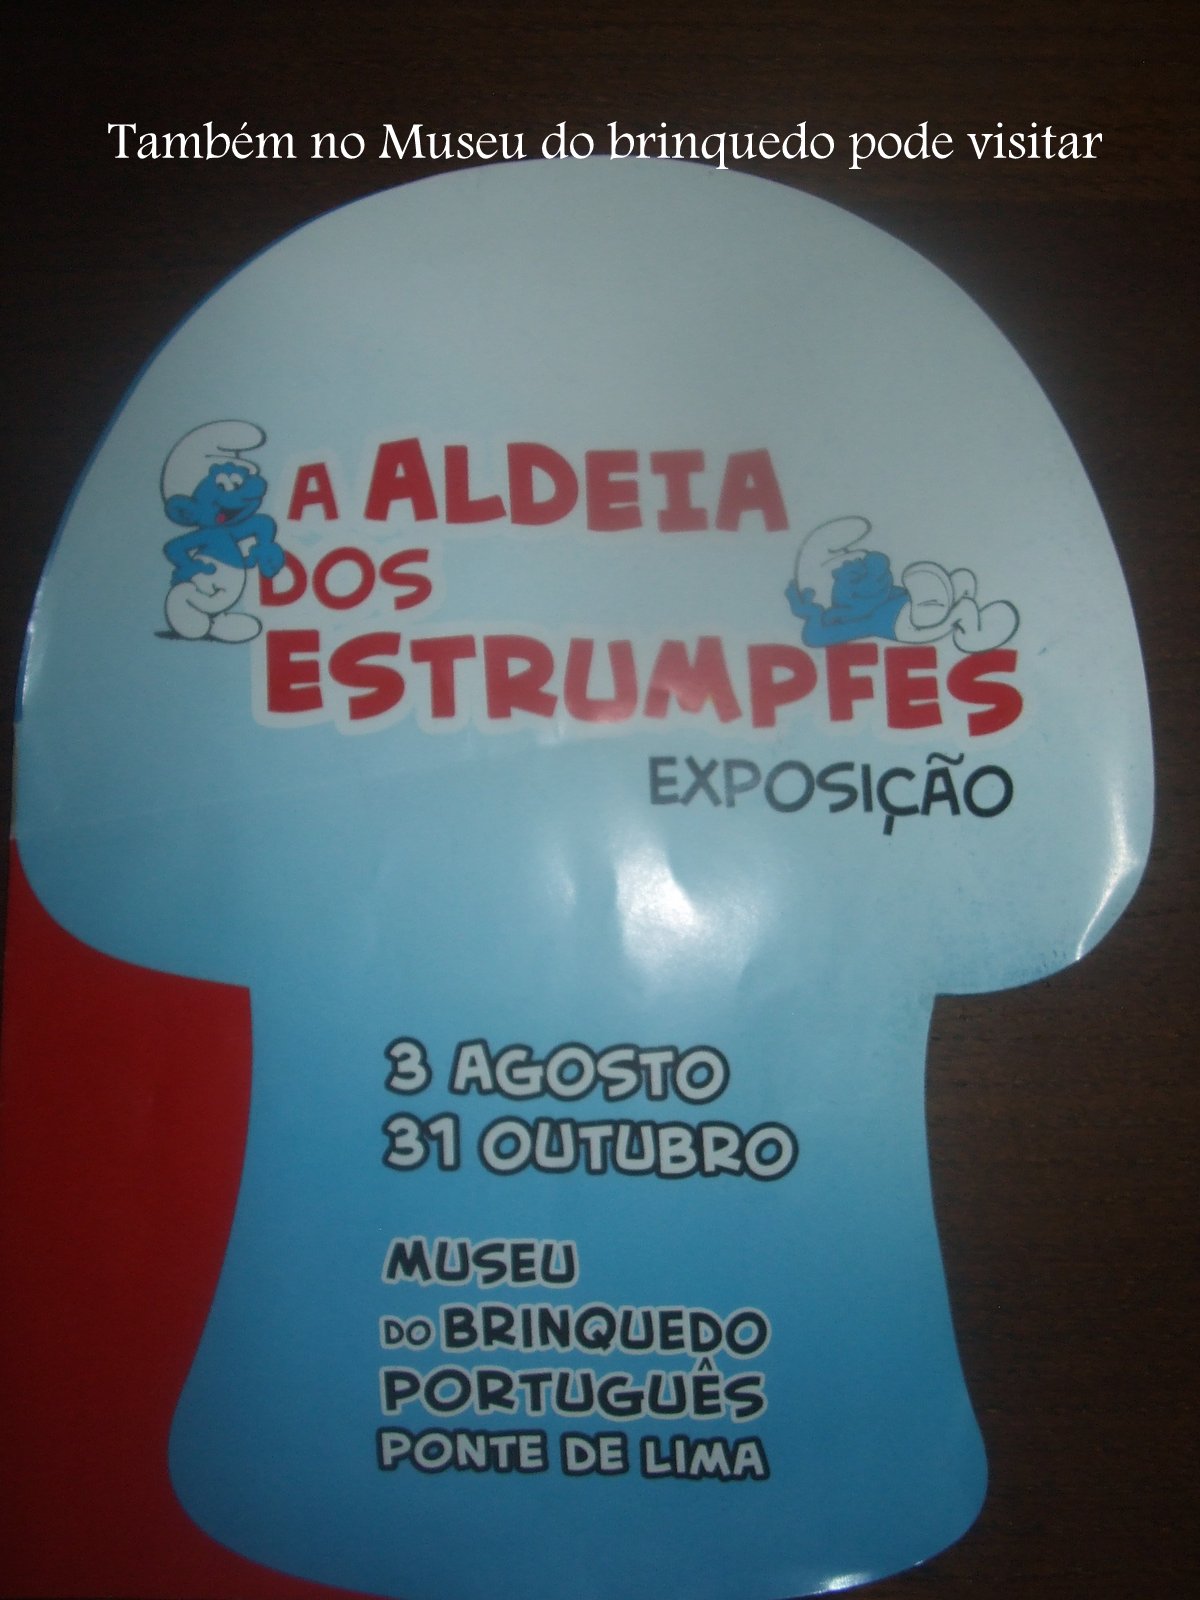 Também no Museu do brinquedo pode visitar
A ALDEIA
DOS
ESTRUMPFES
EXPOSIÇÃO
3 AGOSTO
31 OUTUBRO
MUSEU
DO BRINQUEDO
PORTUGUÊS
PONTE DE LIMA